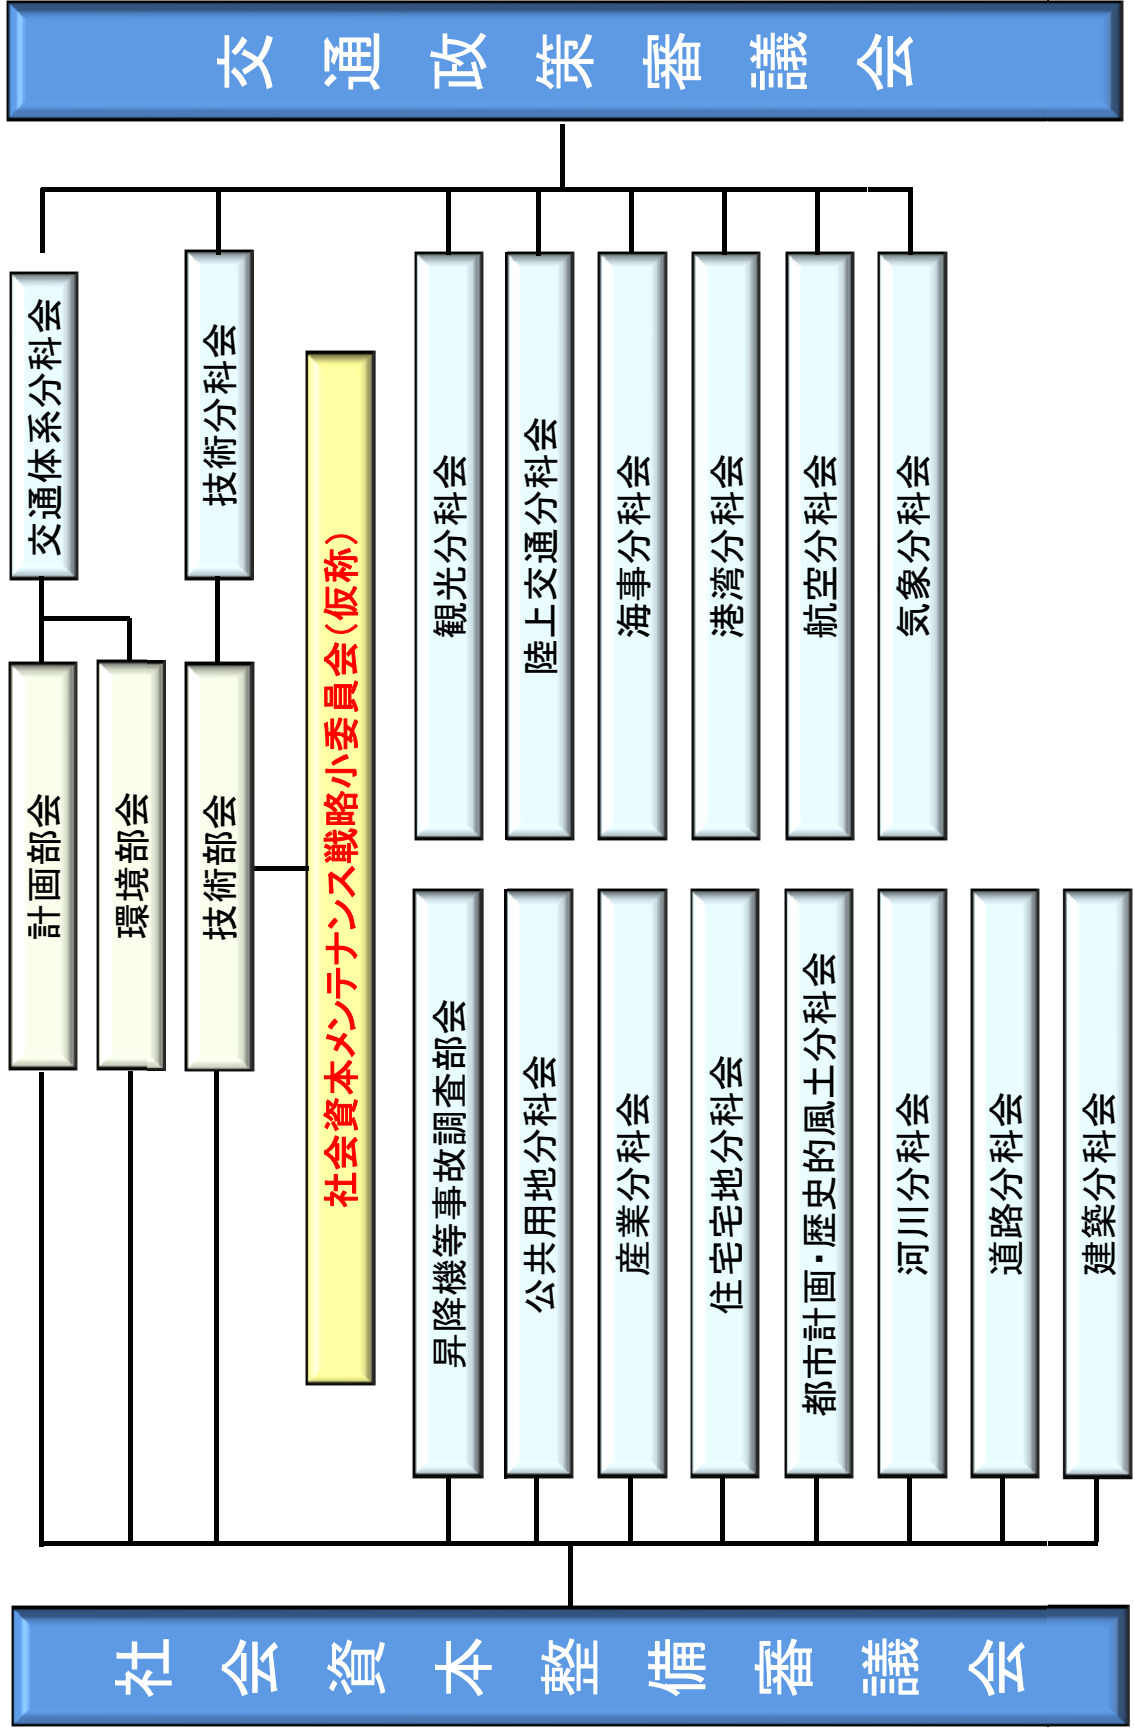 社会資本整備審議会
交通政策審議会
計画部会
交通体系分科会
環境部会
技術部会
技術分科会
社会資本メンテナンス戦略小委員会(仮称)
昇降機等事故調査部会
公共用地分科会
産業分科会
住宅宅地分科会
都市計画・歴史的風土分科会
河川分科会
道路分科会
建築分科会
観光分科会
陸上交通分科会
海事分科会
港湾分科会
航空分科会
気象分科会